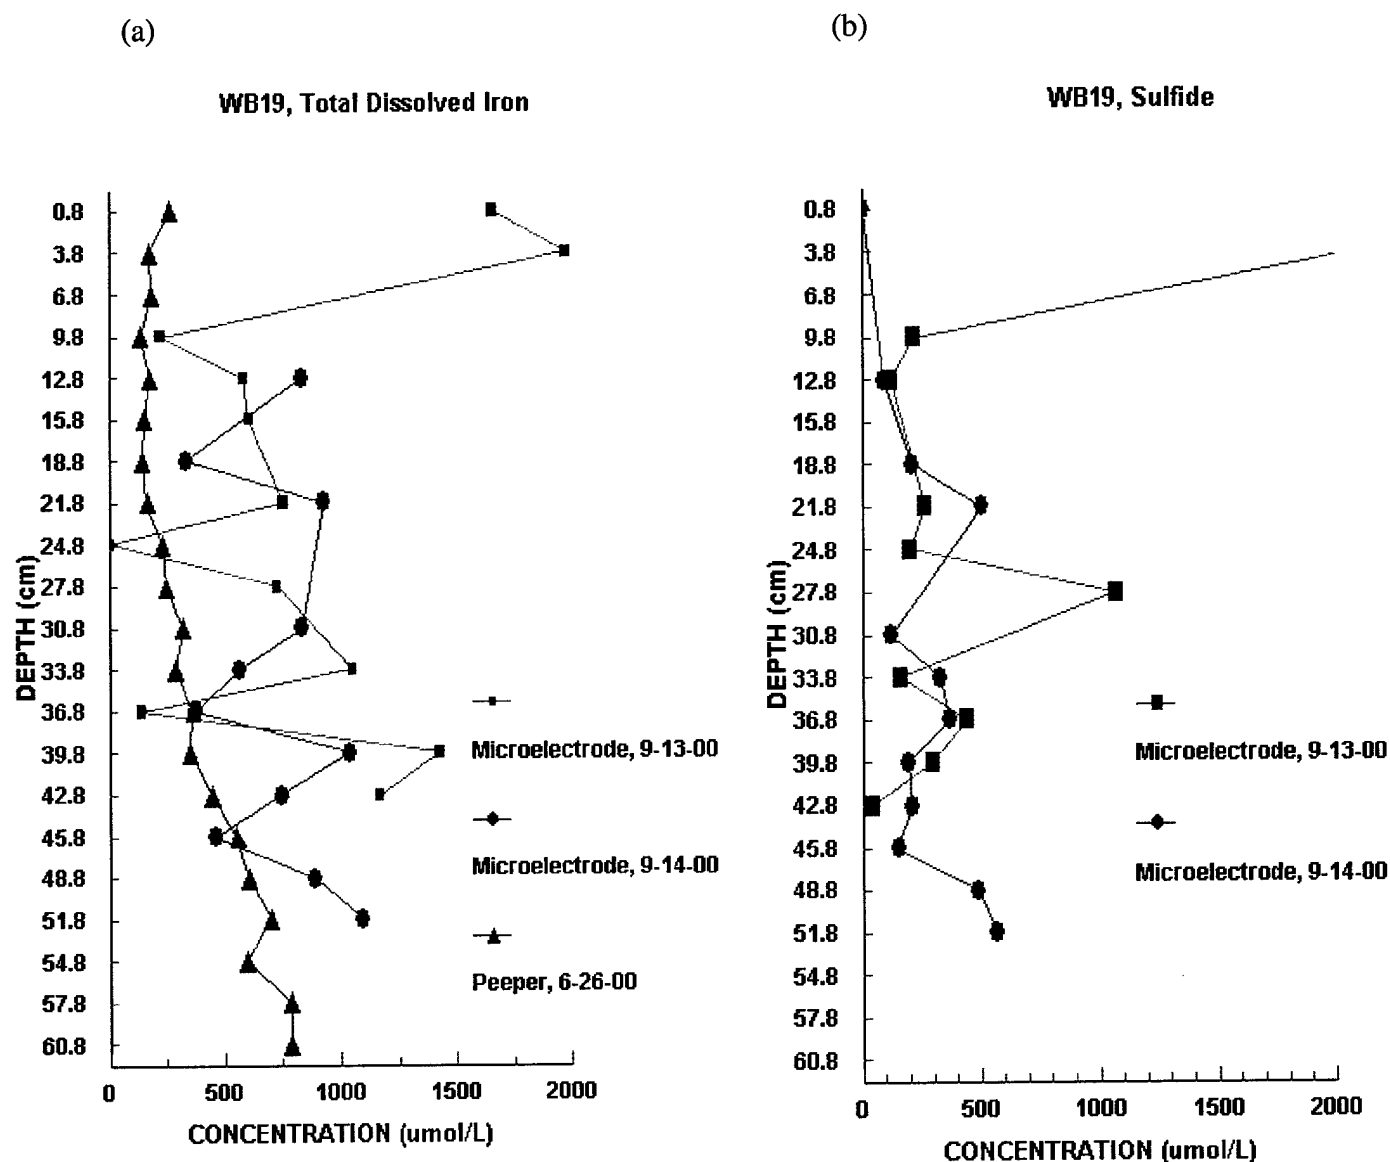 (a)
WB19, Total Dissolved Iron
0.8
3.8
6.8
9.8
12.8
15.8
18.8
21.8
24.8
27.8
30.8
33.8
36.8
39.8
42.8
45.8
48.8
51.8
54.8
57.8
60.8
DEPTH (cm)
0 500 1000 1500 2000
CONCENTRATION (umol/L)
Microelectrode, 9-13-00
Microelectrode, 9-14-00
Peeper, 6-26-00
(b)
WB19, Sulfide
0.8
3.8
6.8
9.8
12.8
15.8
18.8
21.8
24.8
27.8
30.8
33.8
36.8
39.8
42.8
45.8
48.8
51.8
54.8
57.8
60.8
DEPTH (cm)
0 500 1000 1500 2000
CONCENTRATION (umol/L)
Microelectrode, 9-13-00
Microelectrode, 9-14-00